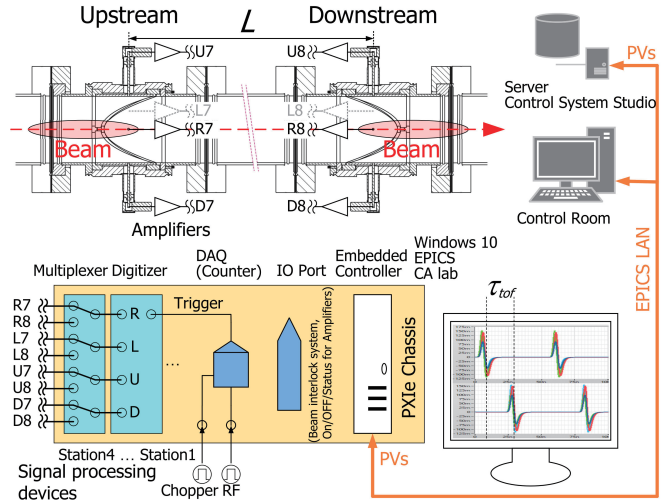 Upstream
L
Downstream
U7
U8
L7
L8
R7
R8
Beam
Beam
D7
D8
Amplifiers
PVs
Server
Control System Studio
Control Room
EPICS LAN
Multiplexer
Digitizer
DAQ
(Counter)
IO Port
Embedded
Controller
Windows 10
EPICS
CA lab
R7
R8
L7
L8
U7
U8
D7
D8
R
L
U
D
Trigger
...
(Beam interlock system,
On/OFF/Status for Amplifiers)
PXIe Chassis
τtof
Station4 ... Station1
Signal processing
devices
Chopper RF
PVs